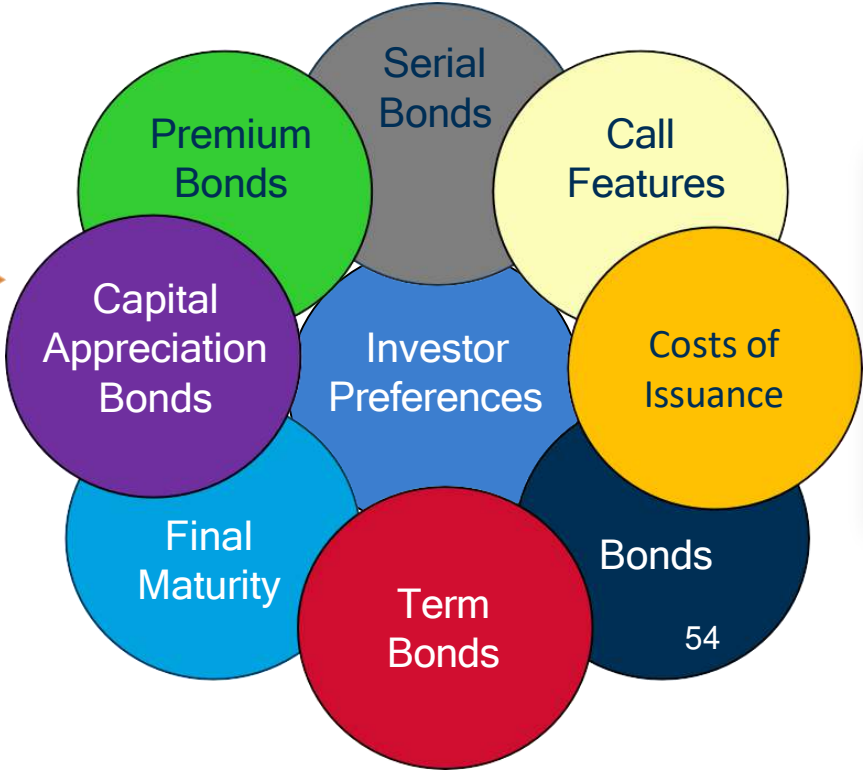 Serial
Bonds
Premium
Bonds
Call
Features
Capital
Appreciation
Bonds
Investor
Preferences
Costs of
Issuance
Final
Maturity
Bonds
54
Term
Bonds